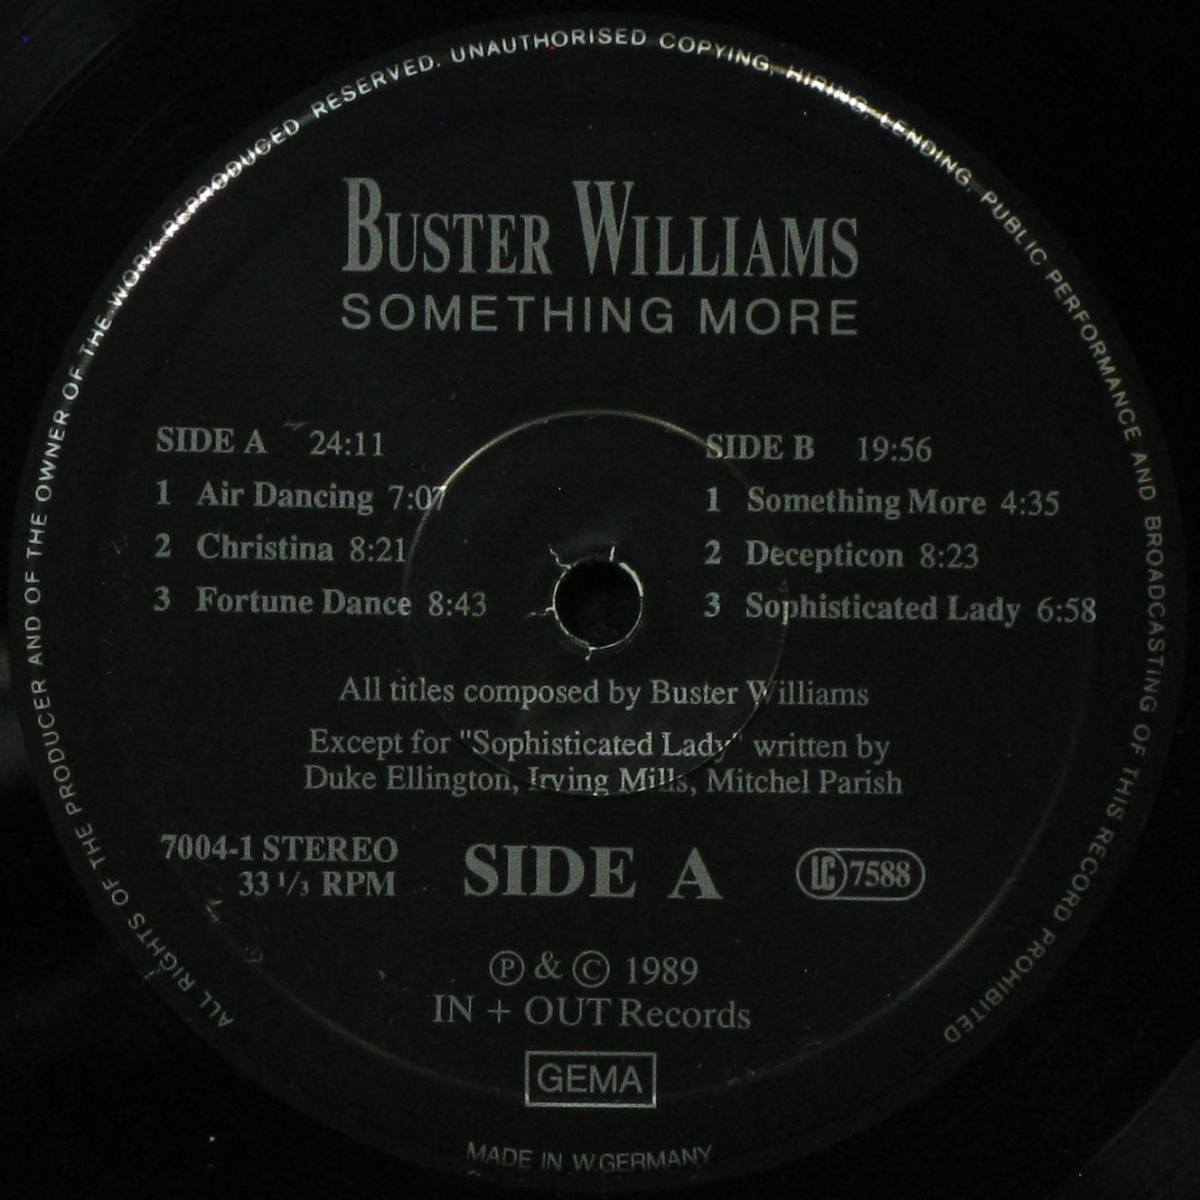 ALL RIGHTS OF THE PRODUCER AND OF THE OWNER OF THE WORK REPRODUCED RESERVED. UNAUTHORISED COPYING, HIRING, LENDING, PUBLIC PERFORMANCE AND BROADCASTING OF THIS RECORD PROHIBITED
BUSTER WILLIAMS
SOMETHING MORE
SIDE A 24:11
1 Air Dancing 7:07
2 Christina 8:21
3 Fortune Dance 8:43
SIDE B 19:56
1 Something More 4:35
2 Decepticon 8:23
3 Sophisticated Lady 6:58
All titles composed by Buster Williams
Except for "Sophisticated Lady" written by
Duke Ellington, Irving Mills, Mitchel Parish
7004-1 STEREO
33 1/3 RPM
SIDE A
LC 7588
℗ & © 1989
IN + OUT Records
GEMA
MADE IN W.GERMANY